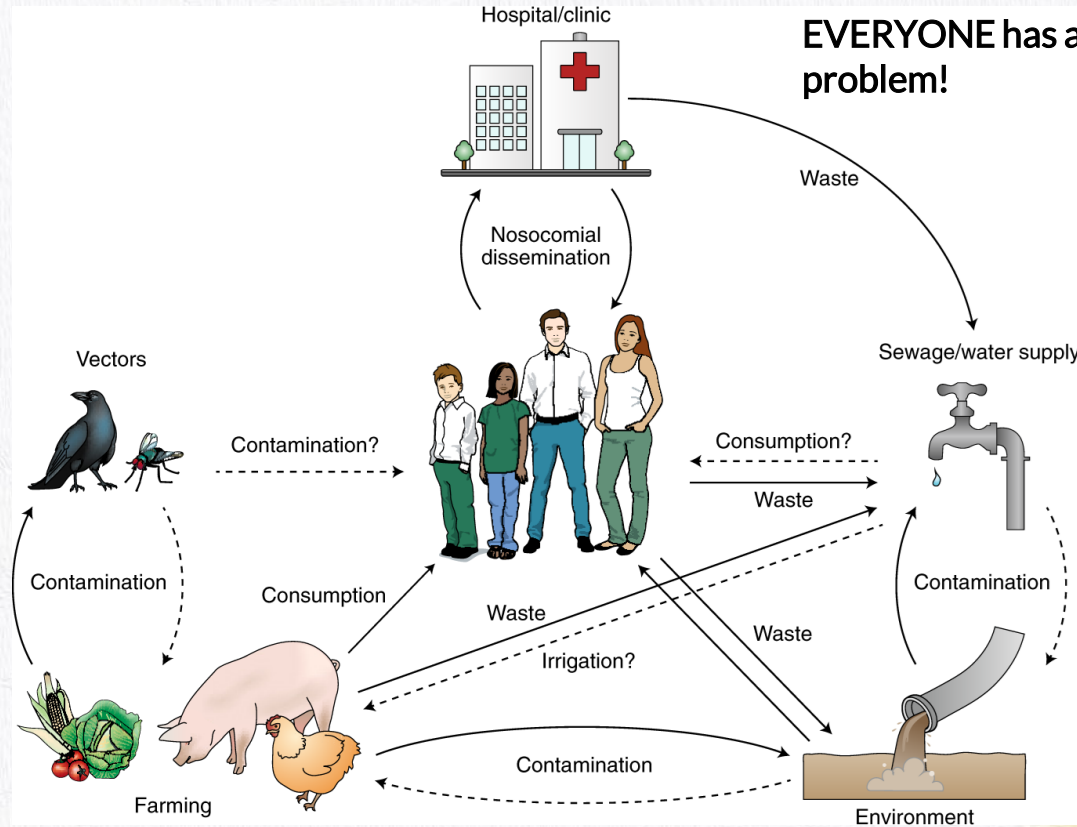 Hospital/clinic
EVERYONE has a
problem!
Waste
Nosocomial
dissemination
Vectors
Sewage/water supply
Contamination?
Consumption?
Waste
Contamination
Consumption
Waste
Contamination
Waste
Irrigation?
Contamination
Farming
Environment